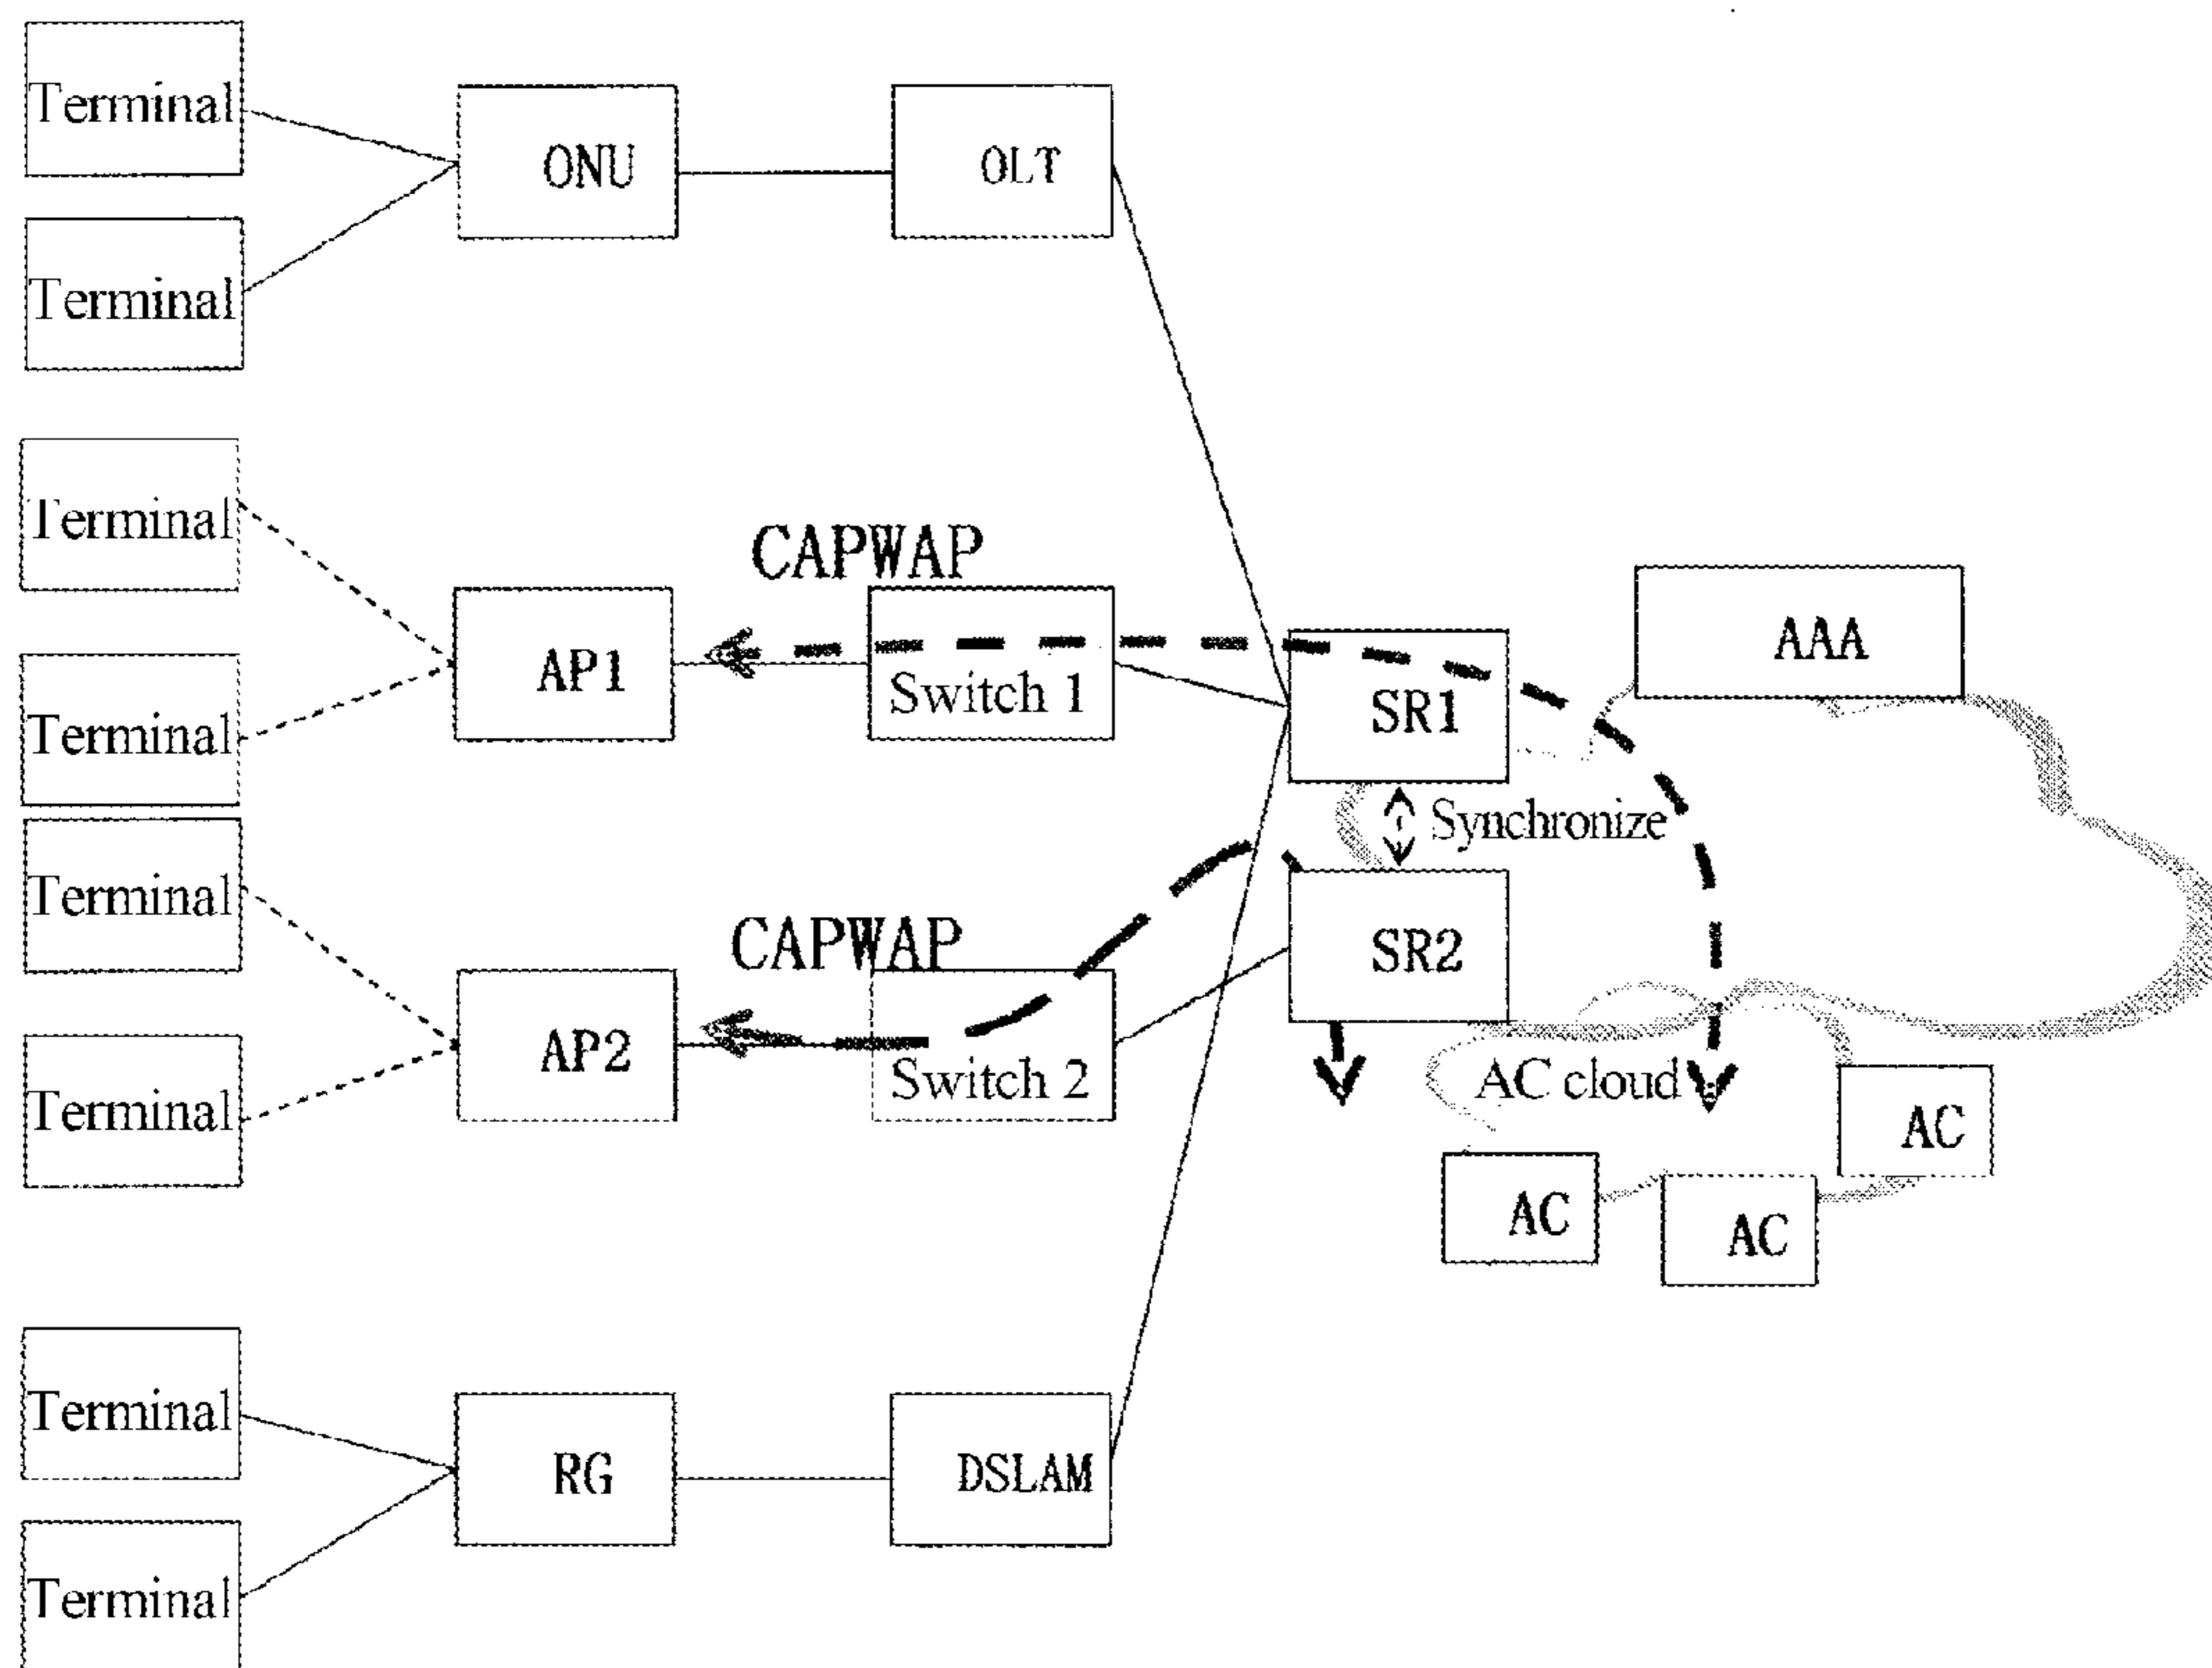 Terminal
ONU
OLT
Terminal
Terminal
CAPWAP
AP1
Switch 1
SR1
AAA
Terminal
Synchronize
Terminal
CAPWAP
SR2
AP2
Switch 2
AC cloud
Terminal
AC
AC
AC
Terminal
RG
DSLAM
Terminal